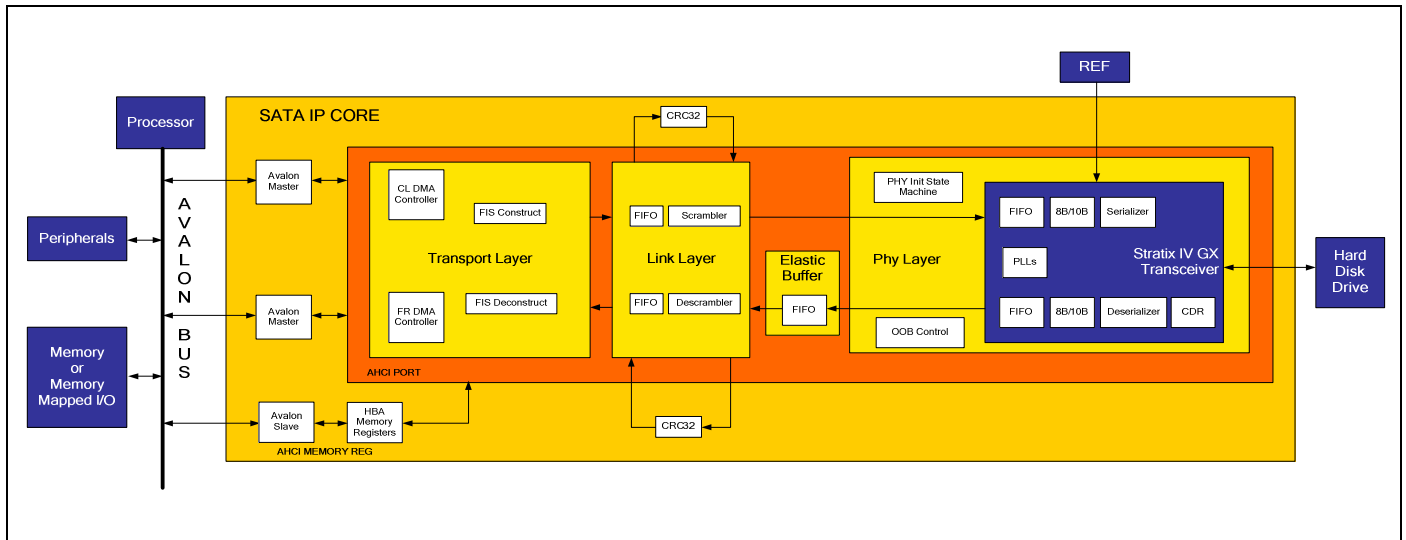 REF
SATA IP CORE
CRC32
Processor
Avalon
Master
CL DMA
Controller
FIS Construct
PHY Init State
Machine
FIFO
Scrambler
FIFO
8B/10B
Serializer
A
V
A
L
O
N
BUS
Peripherals
Transport Layer
Link Layer
Elastic
Buffer
Phy Layer
PLLs
Stratix IV GX
Transceiver
Hard
Disk
Drive
Avalon
Master
FR DMA
Controller
FIS Deconstruct
FIFO
Descrambler
FIFO
FIFO
8B/10B
Deserializer
CDR
OOB Control
Memory
or
Memory
Mapped I/O
AHCI PORT
Avalon
Slave
HBA
Memory
Registers
CRC32
AHCI MEMORY REG